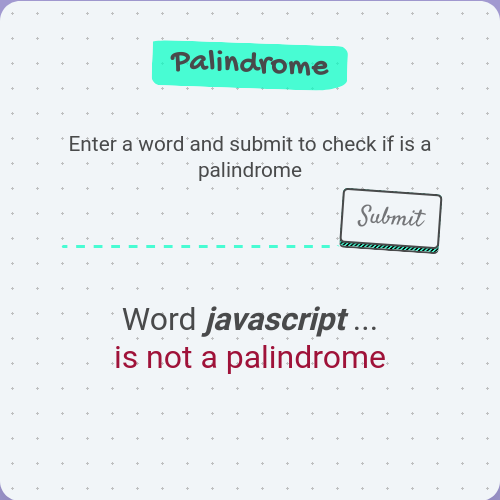 Palindrome
Enter a word and submit to check if is a
palindrome
Submit
Word javascript ...
is not a palindrome